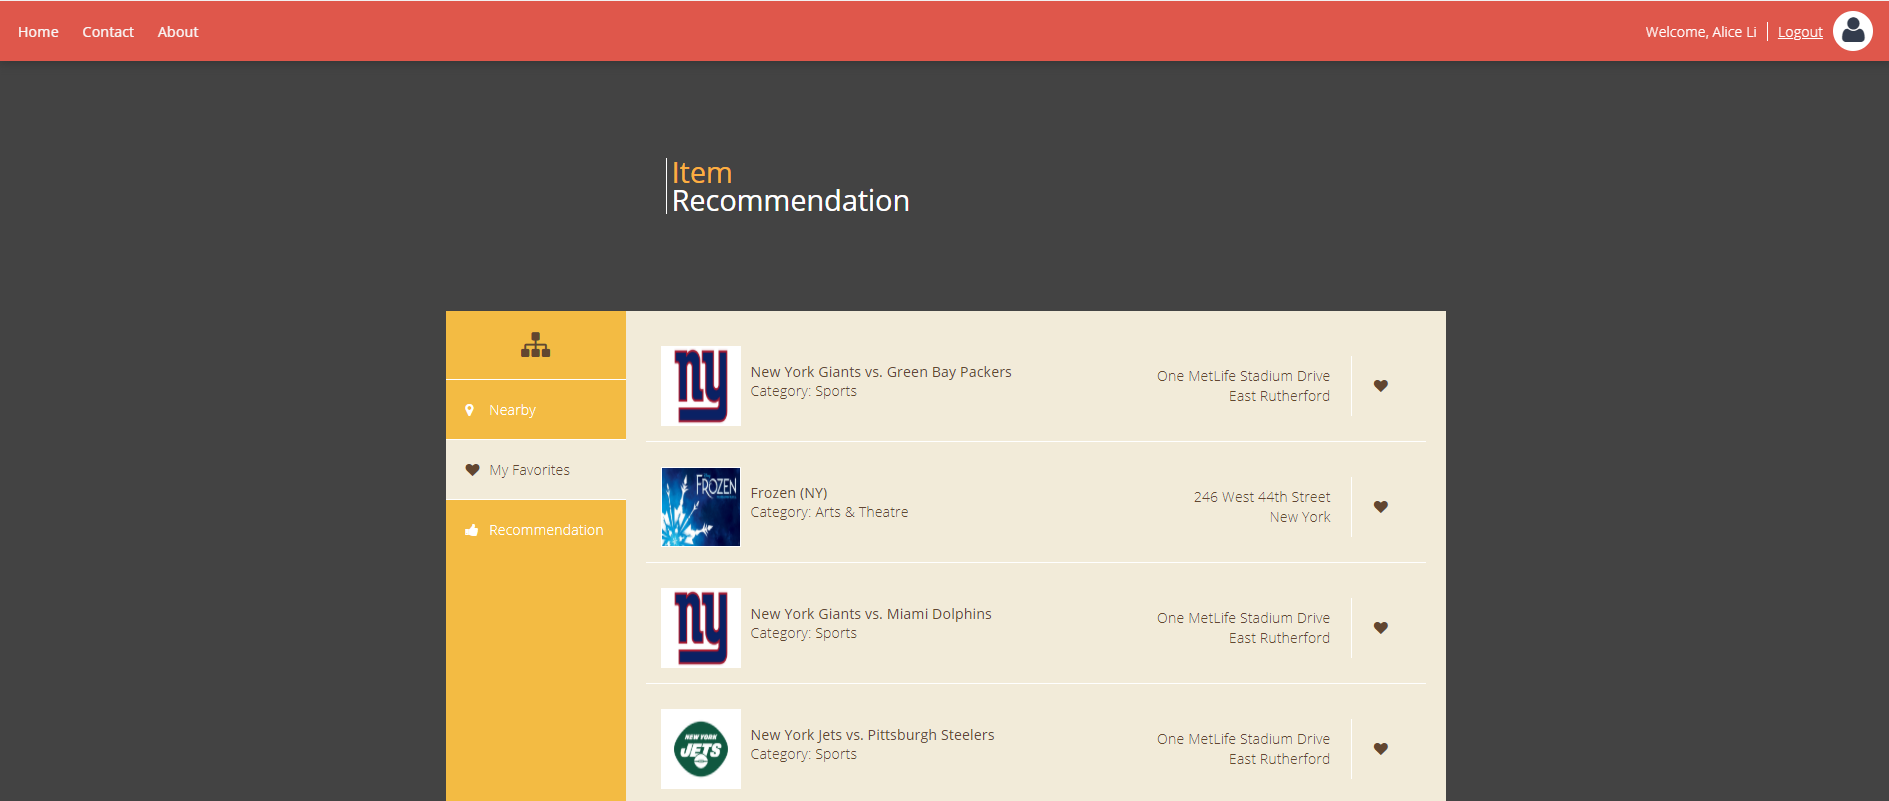 Home Contact About Welcome, Alice Li Logout
Item
Recommendation
Nearby
My Favorites
Recommendation
ny
New York Giants vs. Green Bay Packers
Category: Sports
One MetLife Stadium Drive
East Rutherford
FROZEN
Frozen (NY)
Category: Arts & Theatre
246 West 44th Street
New York
ny
New York Giants vs. Miami Dolphins
Category: Sports
One MetLife Stadium Drive
East Rutherford
NEW YORK
JETS
New York Jets vs. Pittsburgh Steelers
Category: Sports
One MetLife Stadium Drive
East Rutherford